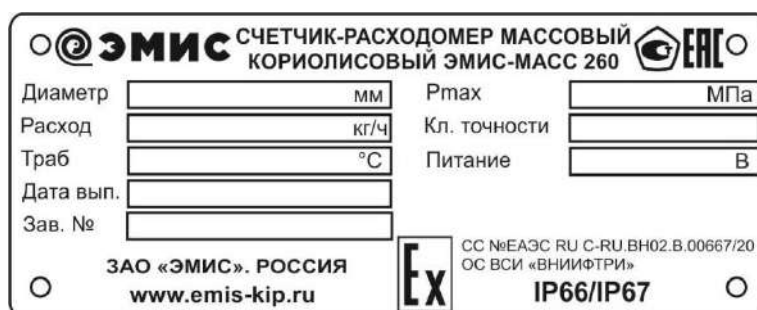 ЭМИС СЧЕТЧИК-РАСХОДОМЕР МАССОВЫЙ
КОРИОЛИСОВЫЙ ЭМИС-МАСС 260
EAC
Диаметр мм Pmax МПа
Расход кг/ч Кл. точности
Траб °C Питание В
Дата вып.
Зав. №
ЗАО «ЭМИС». РОССИЯ
www.emis-kip.ru
Ex
СС №ЕАЭС RU C-RU.BH02.B.00667/20
ОС ВСИ «ВНИИФТРИ»
IP66/IP67